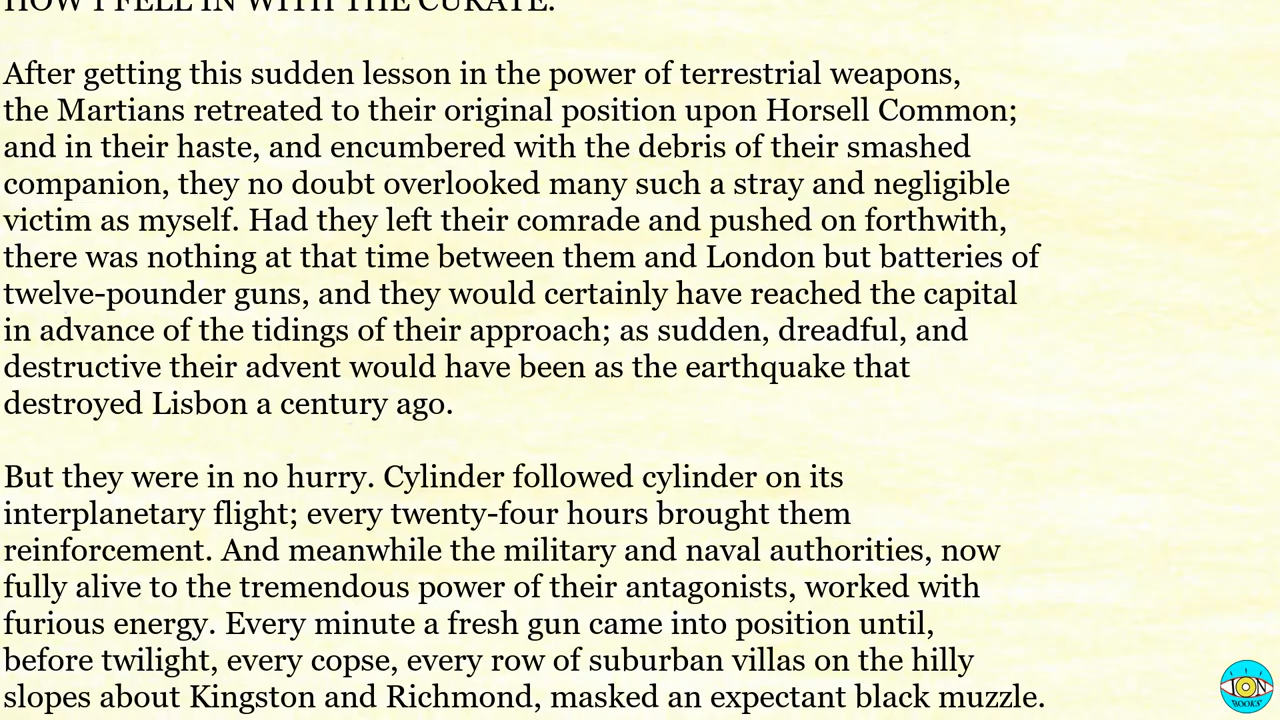 HOW I FELL IN WITH THE CURATE.
After getting this sudden lesson in the power of terrestrial weapons,
the Martians retreated to their original position upon Horsell Common;
and in their haste, and encumbered with the debris of their smashed
companion, they no doubt overlooked many such a stray and negligible
victim as myself. Had they left their comrade and pushed on forthwith,
there was nothing at that time between them and London but batteries of
twelve-pounder guns, and they would certainly have reached the capital
in advance of the tidings of their approach; as sudden, dreadful, and
destructive their advent would have been as the earthquake that
destroyed Lisbon a century ago.
But they were in no hurry. Cylinder followed cylinder on its
interplanetary flight; every twenty-four hours brought them
reinforcement. And meanwhile the military and naval authorities, now
fully alive to the tremendous power of their antagonists, worked with
furious energy. Every minute a fresh gun came into position until,
before twilight, every copse, every row of suburban villas on the hilly
slopes about Kingston and Richmond, masked an expectant black muzzle.
ION
BOOKS